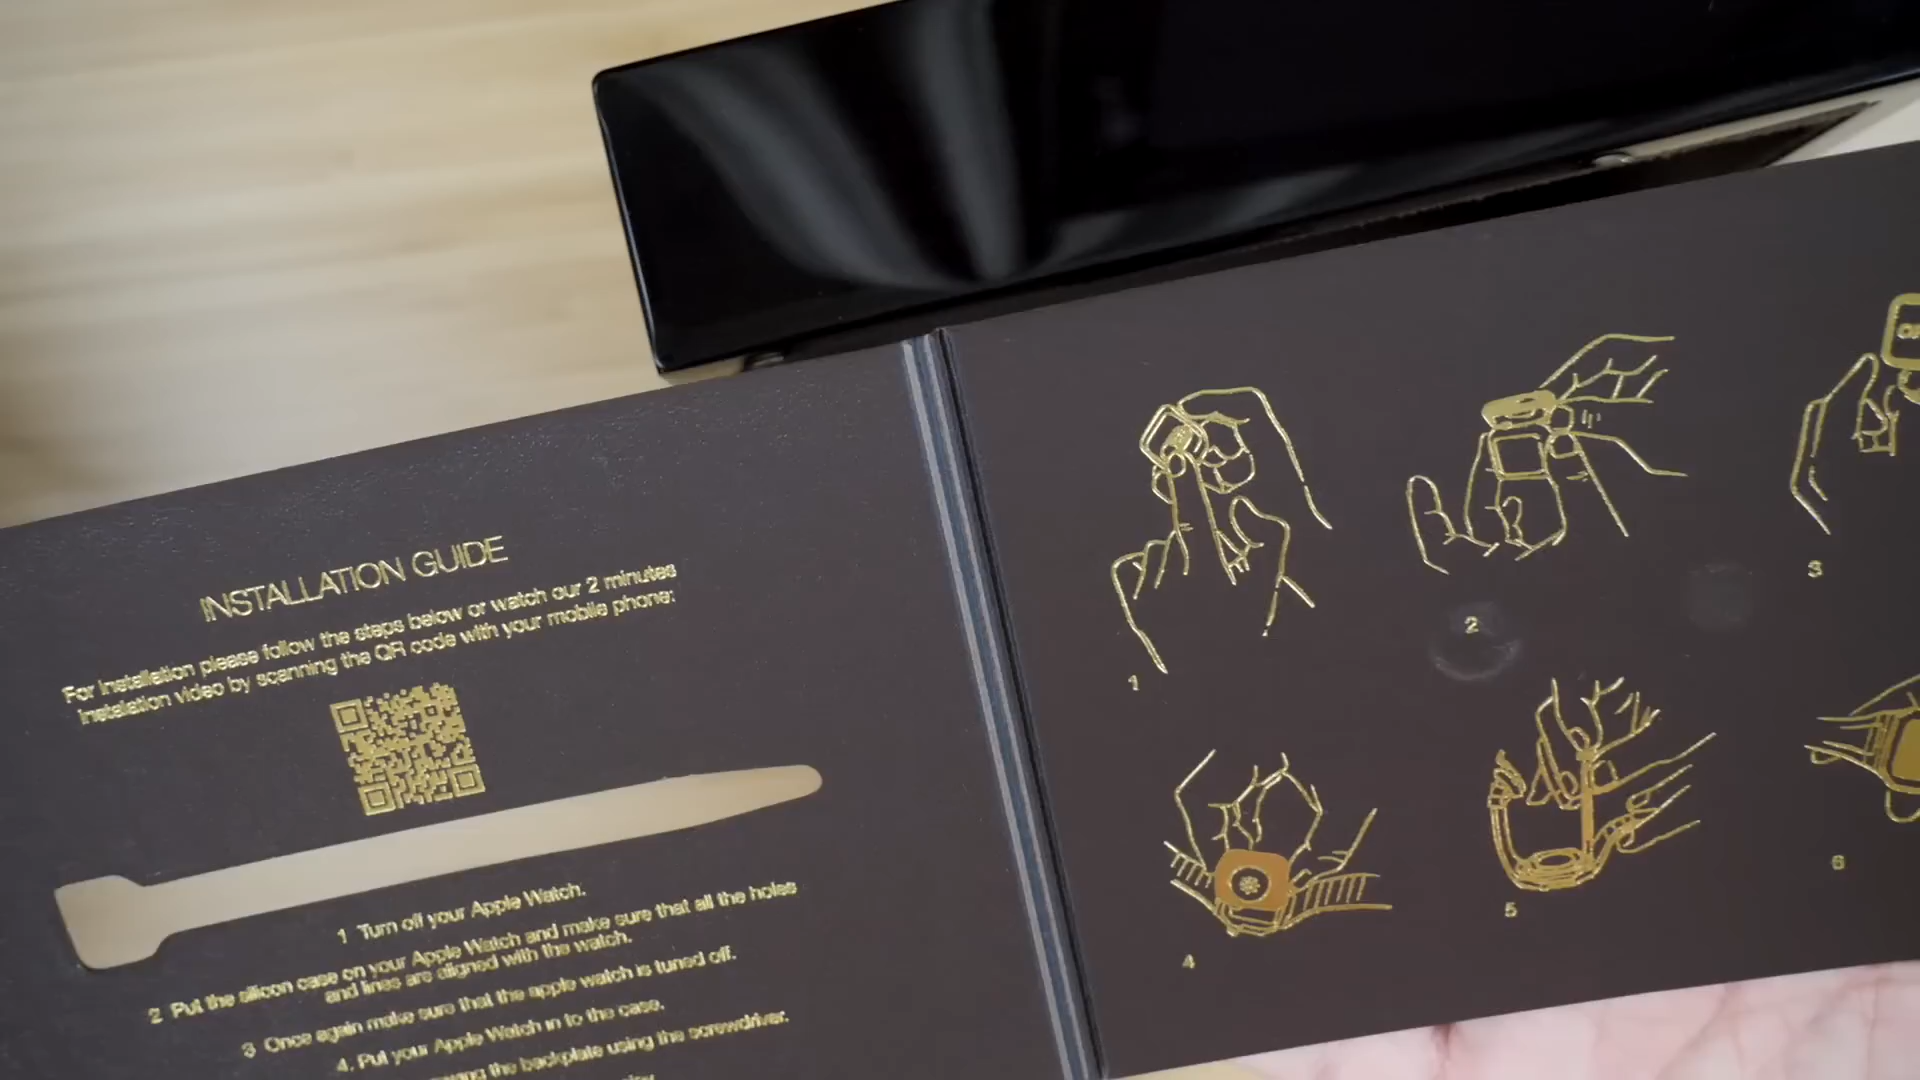 INSTALLATION GUIDE
For installation please follow the steps below or watch our 2 minutes
instalation video by scanning the QR code with your mobile phone:
1 Turn off your Apple Watch.
2 Put the silicon case on your Apple Watch and make sure that all the holes
and lines are aligned with the watch.
3 Once again make sure that the apple watch is tuned off.
4. Put your Apple Watch in to the case.
the backplate using the screwdriver.
1
2
3
4
5
6